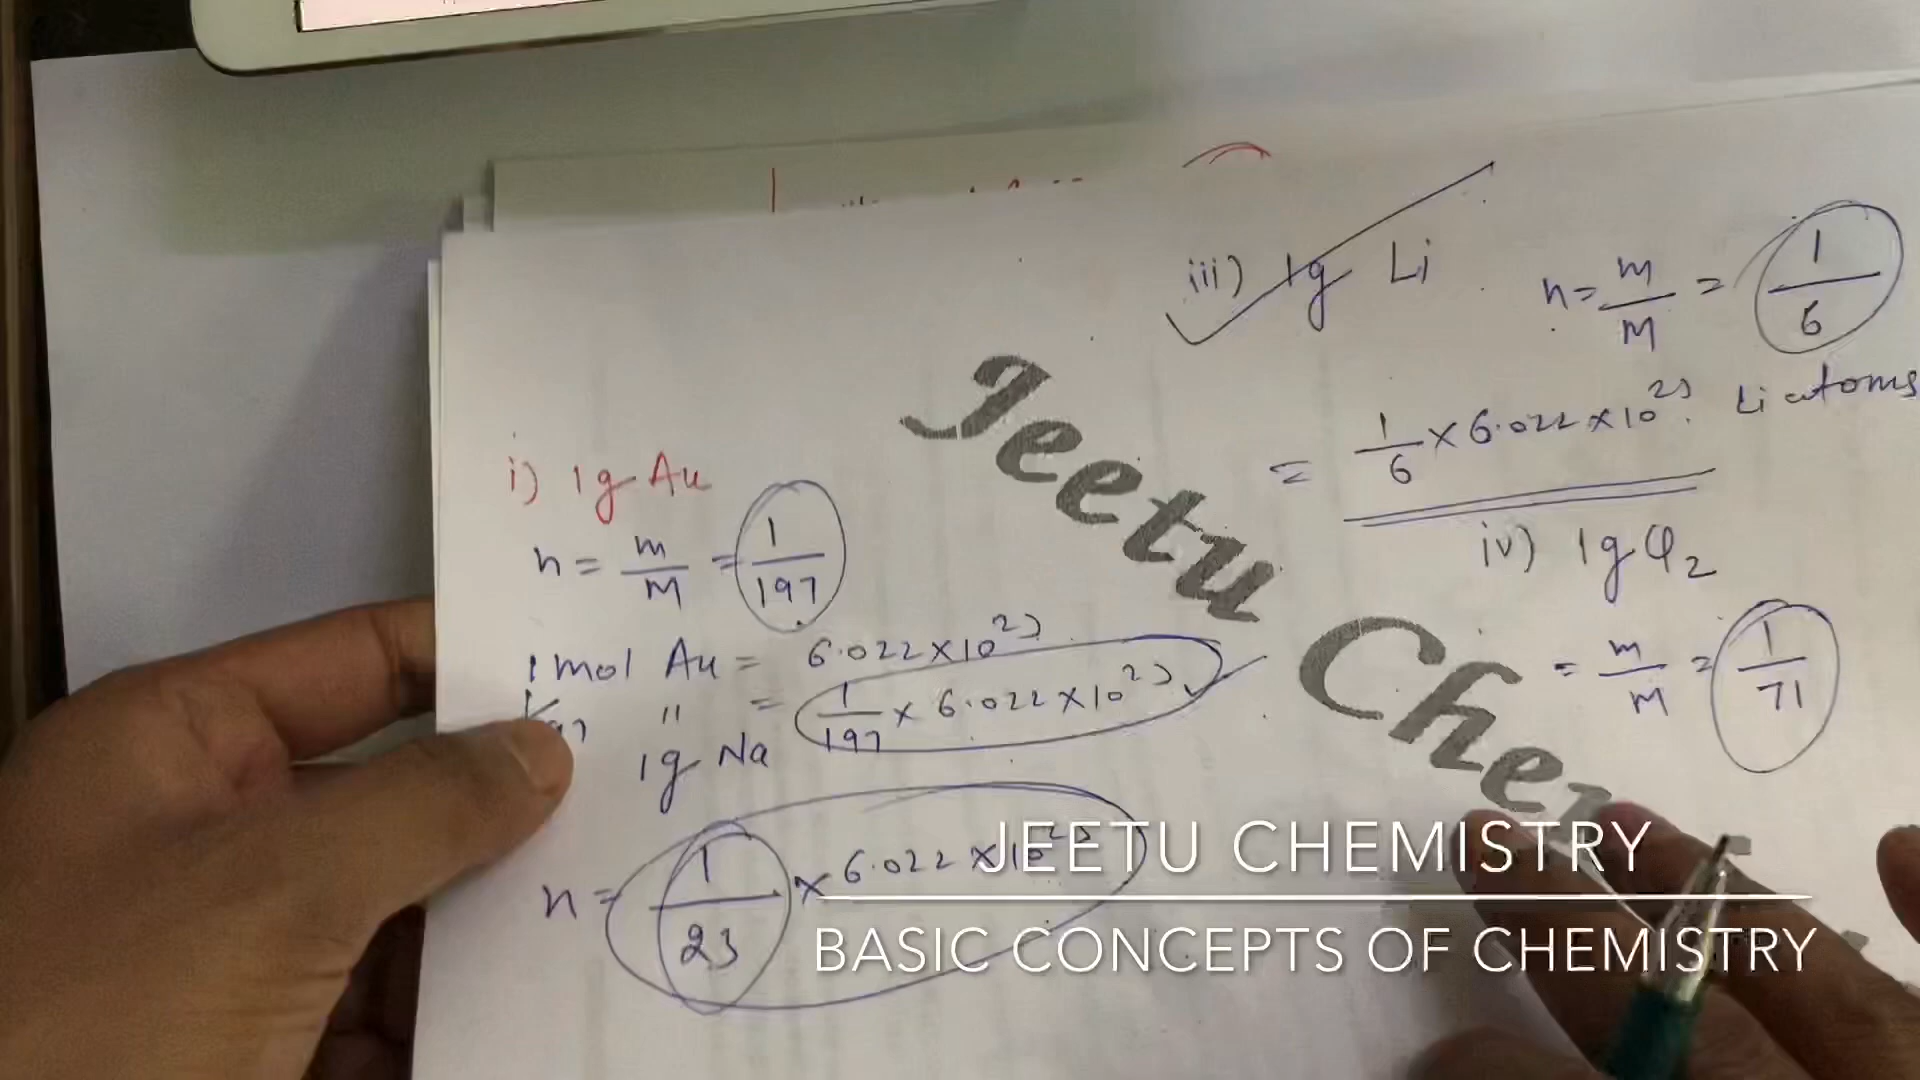 i) 1g Au
n = m/M = 1/197
1 mol Au = 6.022×10²³
" = 1/197 × 6.022×10²³
1g Na
n = 1/23 × 6.022×10²³
iii) 1g Li
n = m/M = 1/6
= 1/6 × 6.022×10²³ Li atoms
iv) 1g Cl₂
= m/M = 1/71
Jeetu Chem
JEETU CHEMISTRY
BASIC CONCEPTS OF CHEMISTRY